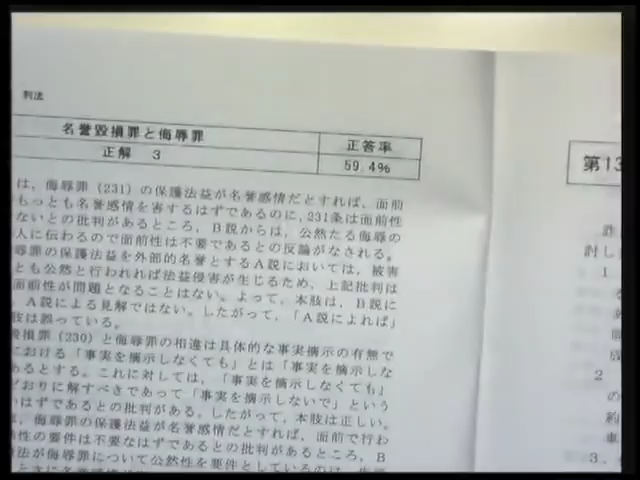 刑法
名誉毀損罪と侮辱罪
正答率
正解 3
59.4%
は，侮辱罪（231）の保護法益が名誉感情だとすれば，面前
もっとも名誉感情を害するはずであるのに，231条は面前性
ないとの批判があるところ，B説からは，公然たる侮辱の
人に伝わるので面前性は不要であるとの反論がなされる。
辱罪の保護法益を外部的名誉とするA説においては，被害
とも公然と行われれば法益侵害が生じるため，上記批判は
面前性が問題となることはない。よって，本肢は，B説に
，A説による見解ではない。したがって，「A説によれば」
肢は誤っている。
毀損罪（230）と侮辱罪の相違は具体的な事実摘示の有無で
における「事実を摘示しなくても」とは「事実を摘示しな
あるとする。これに対しては，「事実を摘示しなくても」
どおりに解すべきであって「事実を摘示しないで」という
いはずであるとの批判がある。したがって，本肢は正しい。
は，侮辱罪の保護法益が名誉感情だとすれば，面前で行わ
然性の要件は不要なはずであるとの批判があるところ，B
法が侮辱罪について公然性を要件としているのは，
第13
討し
1
2
の
約
車
3．